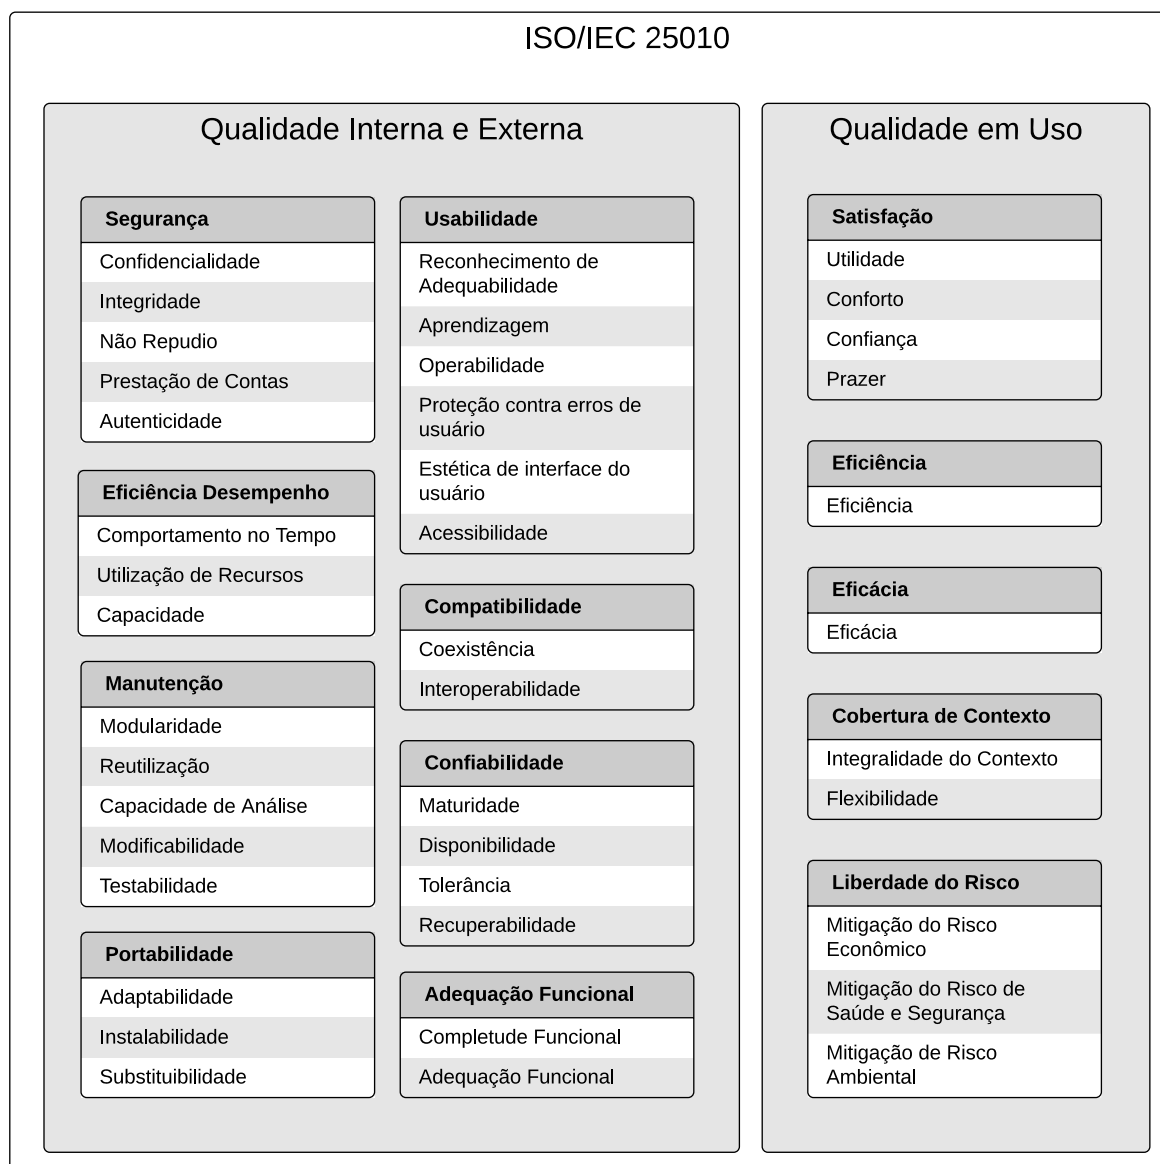 ISO/IEC 25010
Qualidade Interna e Externa
Segurança
Confidencialidade
Integridade
Não Repudio
Prestação de Contas
Autenticidade
Eficiência Desempenho
Comportamento no Tempo
Utilização de Recursos
Capacidade
Manutenção
Modularidade
Reutilização
Capacidade de Análise
Modificabilidade
Testabilidade
Portabilidade
Adaptabilidade
Instalabilidade
Substituibilidade
Usabilidade
Reconhecimento de
Adequabilidade
Aprendizagem
Operabilidade
Proteção contra erros de
usuário
Estética de interface do
usuário
Acessibilidade
Compatibilidade
Coexistência
Interoperabilidade
Confiabilidade
Maturidade
Disponibilidade
Tolerância
Recuperabilidade
Adequação Funcional
Completude Funcional
Adequação Funcional
Qualidade em Uso
Satisfação
Utilidade
Conforto
Confiança
Prazer
Eficiência
Eficiência
Eficácia
Eficácia
Cobertura de Contexto
Integralidade do Contexto
Flexibilidade
Liberdade do Risco
Mitigação do Risco
Econômico
Mitigação do Risco de
Saúde e Segurança
Mitigação de Risco
Ambiental